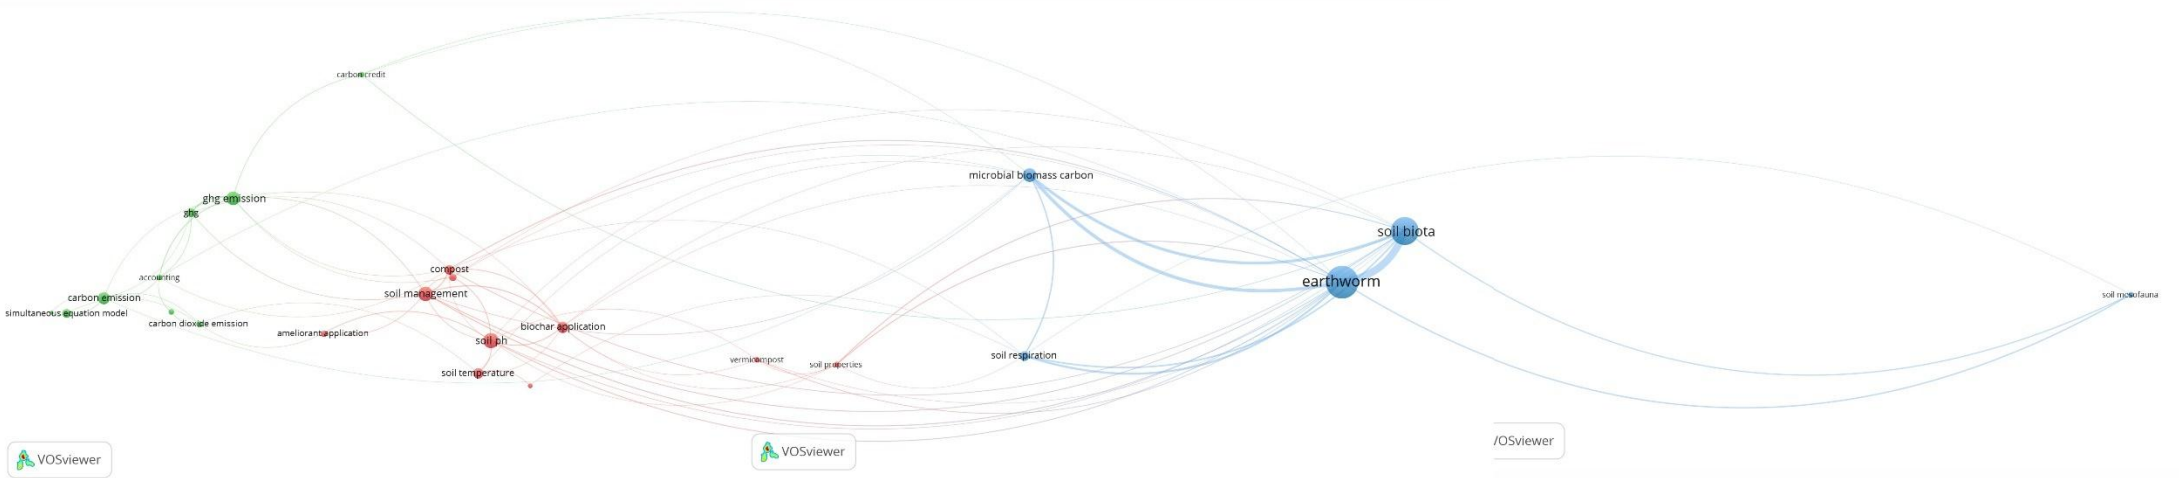 carbon credit
microbial biomass carbon
ghg emission
ghg
soil biota
compost
accounting
earthworm
soil management
soil mesofauna
carbon emission
simultaneous equation model
carbon dioxide emission
biochar application
ameliorant application
soil ph
soil respiration
vermicompost
soil properties
soil temperature
VOSviewer
VOSviewer
VOSviewer